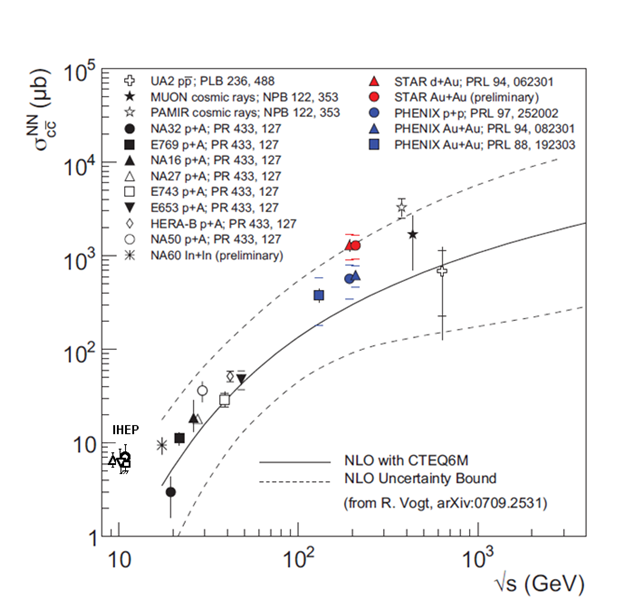 10^5
10^4
10^3
10^2
10
1
σ_{cc̄}^{NN} (μb)
UA2 pp̅; PLB 236, 488
MUON cosmic rays; NPB 122, 353
PAMIR cosmic rays; NPB 122, 353
NA32 p+A; PR 433, 127
E769 p+A; PR 433, 127
NA16 p+A; PR 433, 127
NA27 p+A; PR 433, 127
E743 p+A; PR 433, 127
E653 p+A; PR 433, 127
HERA-B p+A; PR 433, 127
NA50 p+A; PR 433, 127
NA60 In+In (preliminary)
STAR d+Au; PRL 94, 062301
STAR Au+Au (preliminary)
PHENIX p+p; PRL 97, 252002
PHENIX Au+Au; PRL 94, 082301
PHENIX Au+Au; PRL 88, 192303
IHEP
NLO with CTEQ6M
NLO Uncertainty Bound
(from R. Vogt, arXiv:0709.2531)
10
10^2
10^3
√s (GeV)